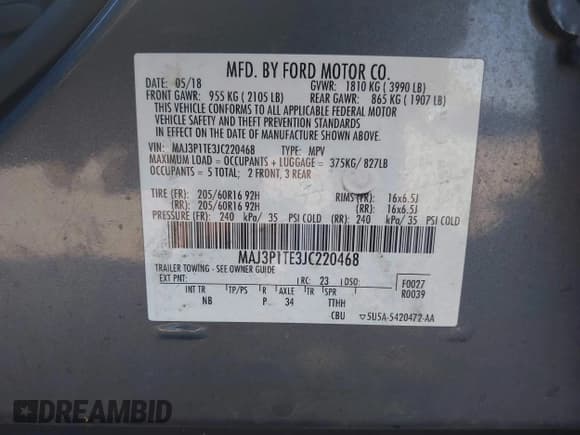 MFD. BY FORD MOTOR CO.
DATE: 05/18 GVWR: 1810 KG ( 3990 LB)
FRONT GAWR: 955 KG ( 2105 LB) REAR GAWR: 865 KG ( 1907 LB)
THIS VEHICLE CONFORMS TO ALL APPLICABLE FEDERAL MOTOR
VEHICLE SAFETY AND THEFT PREVENTION STANDARDS
IN EFFECT ON THE DATE OF MANUFACTURE SHOWN ABOVE.
VIN: MAJ3P1TE3JC220468 TYPE: MPV
MAXIMUM LOAD = OCCUPANTS + LUGGAGE = 375KG/ 827LB
OCCUPANTS = 5 TOTAL; 2 FRONT, 3 REAR
TIRE (FR): 205/60R16 92H RIMS(FR): 16x6.5J
(RR): 205/60R16 92H (RR): 16x6.5J
PRESSURE (FR): 240 kPa/ 35 PSI COLD (RR): 240 kPa/ 35 PSI COLD
MAJ3P1TE3JC220468
TRAILER TOWING - SEE OWNER GUIDE
EXT PNT: RC: 23 DSO: F0027
R0039
INT TR TP/PS R AXLE TR SPR
NB P 34 TTHH
CBU 5U5A-5420472-AA
DREAMBID